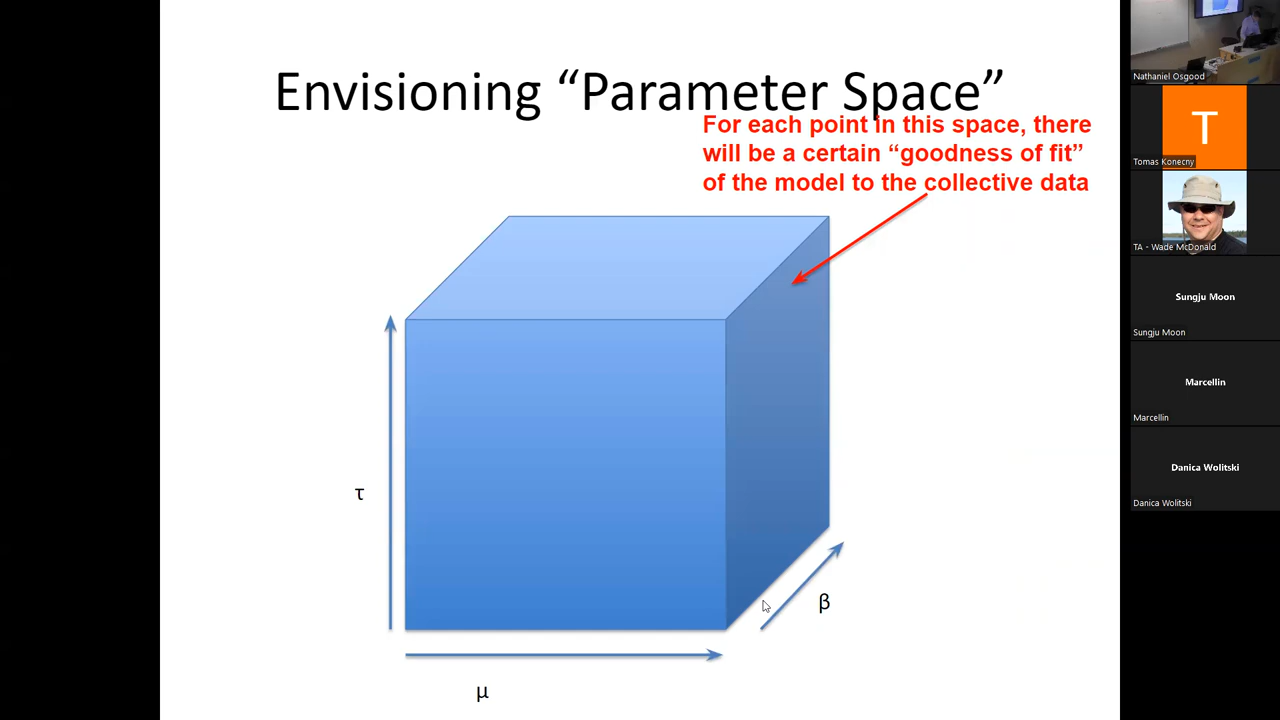 Envisioning “Parameter Space”
For each point in this space, there
will be a certain “goodness of fit”
of the model to the collective data
τ
β
μ
Nathaniel Osgood
T
Tomas Konecny
TA - Wade McDonald
Sungju Moon
Sungju Moon
Marcellin
Marcellin
Danica Wolitski
Danica Wolitski